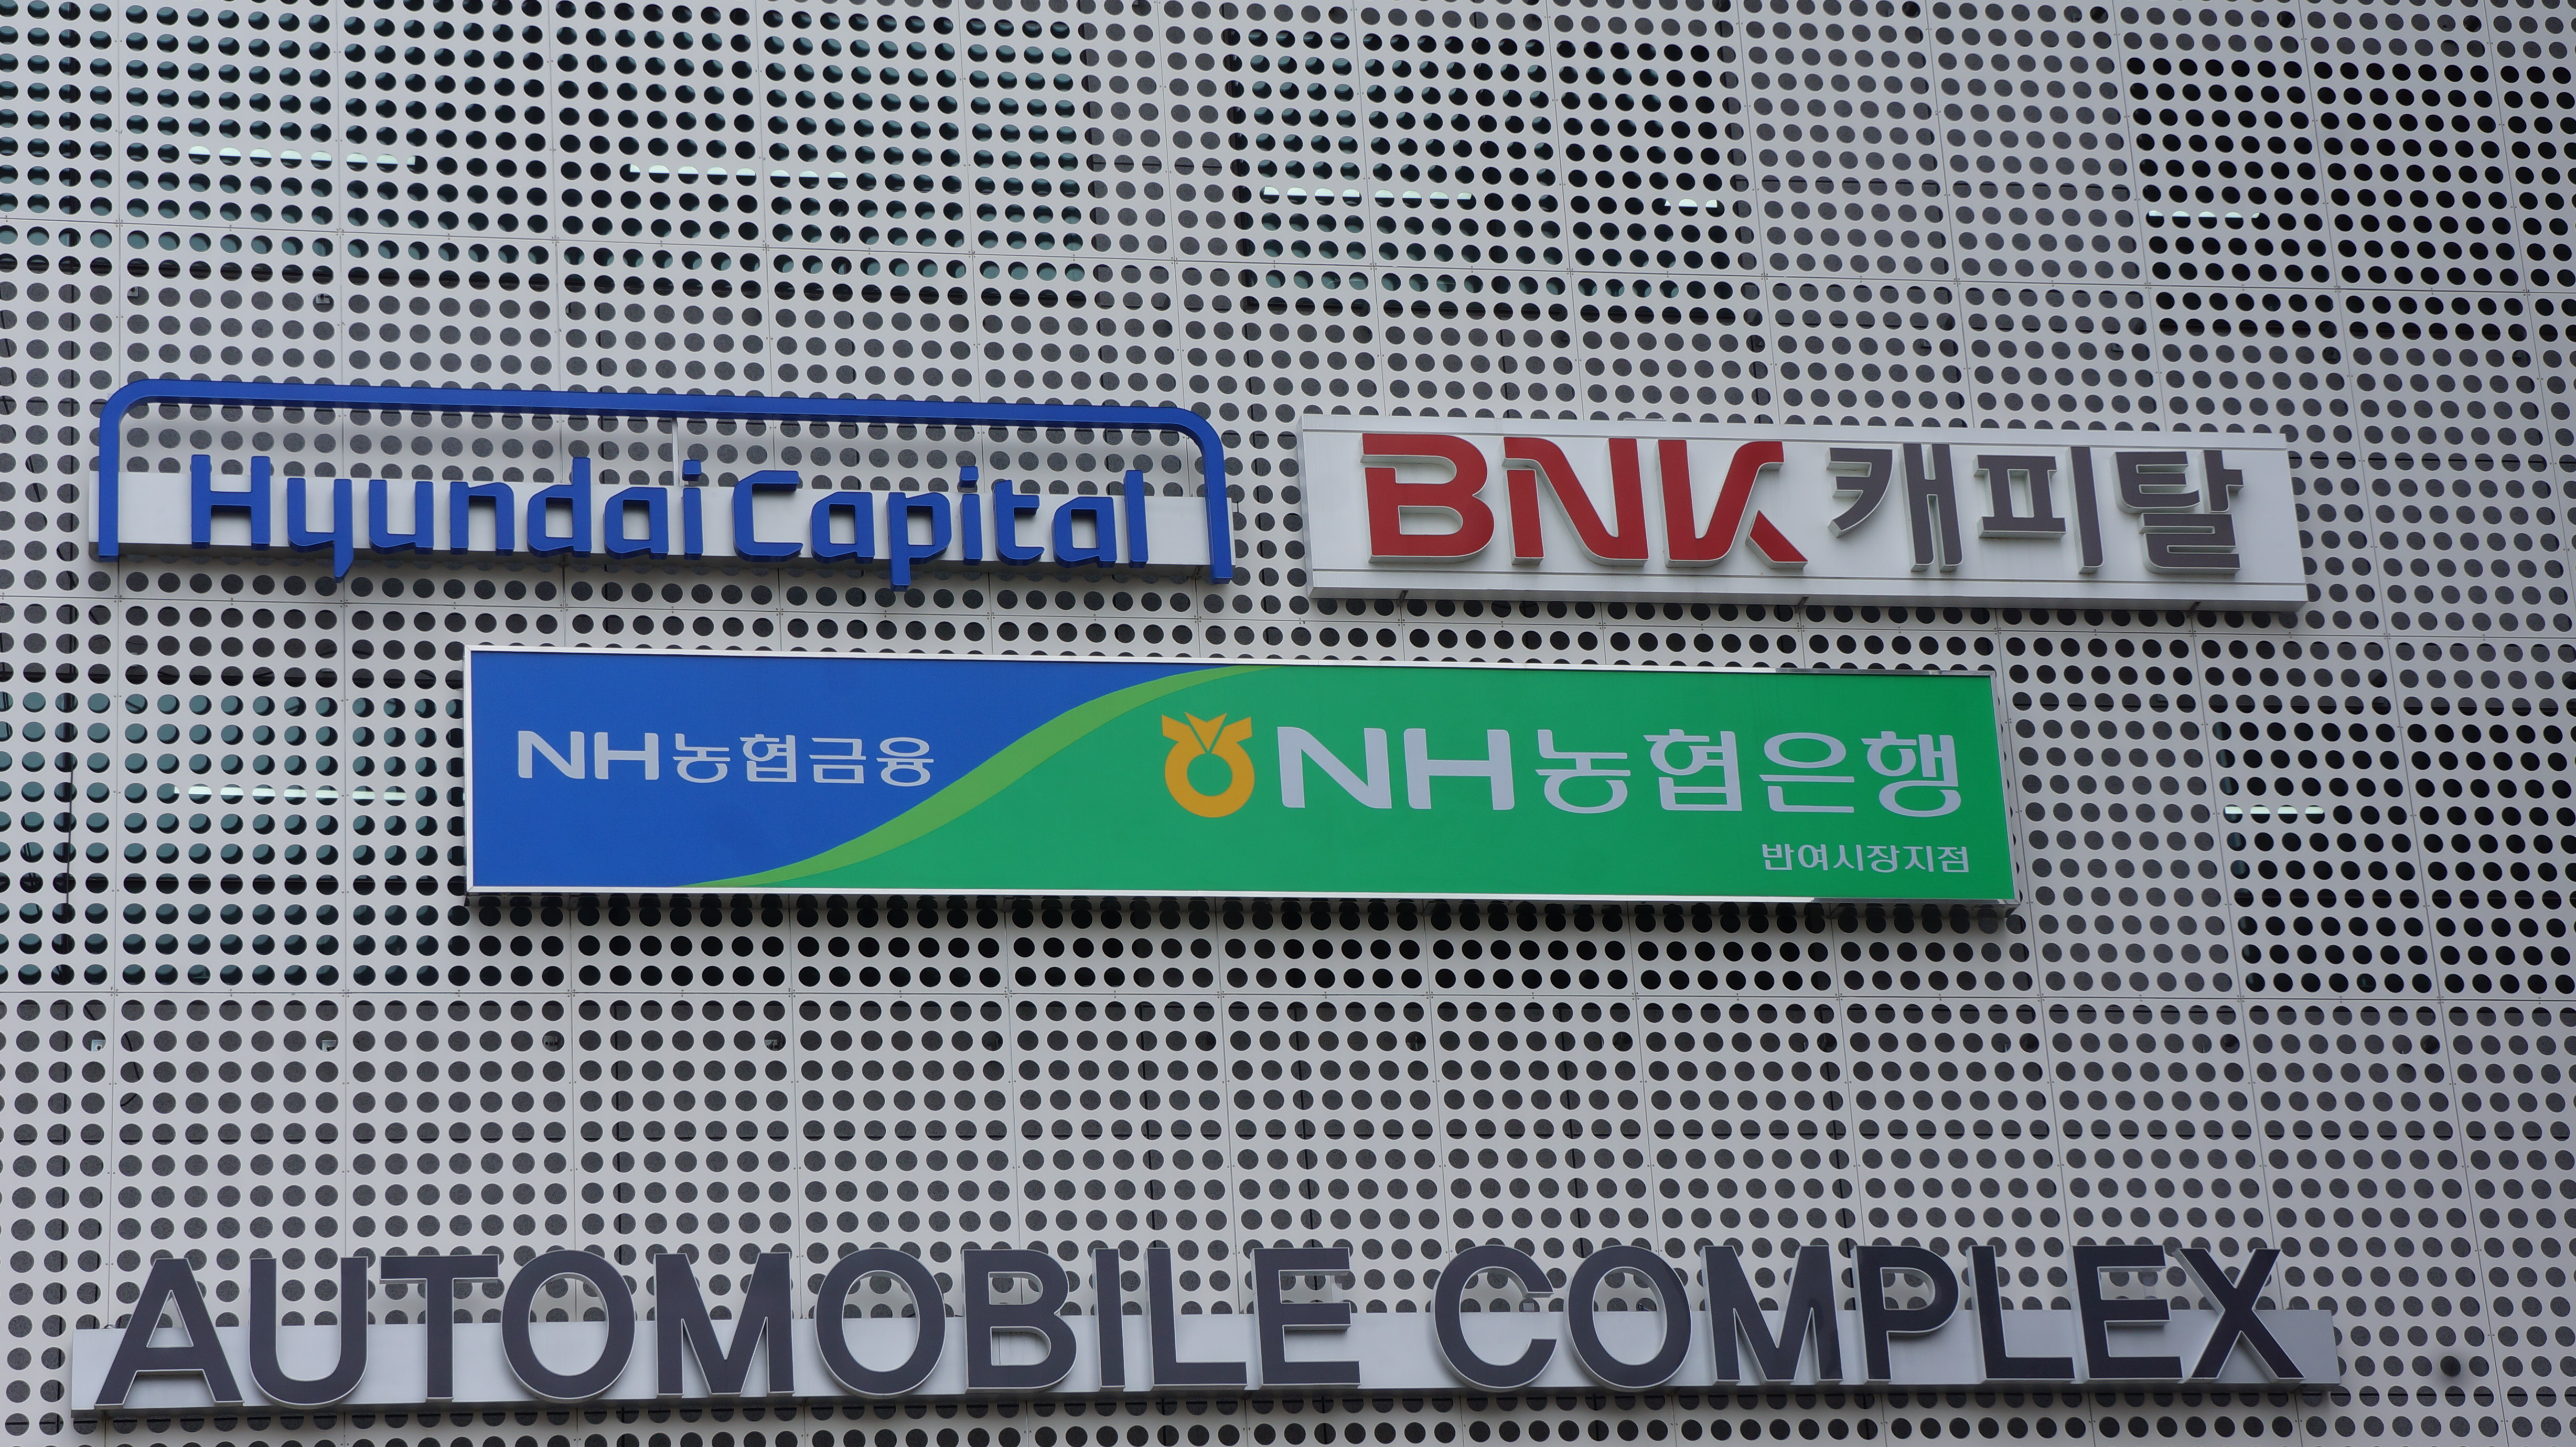 Hyundai Capital
BNK 캐피탈
NH농협금융
NH농협은행
반여시장지점
AUTOMOBILE COMPLEX